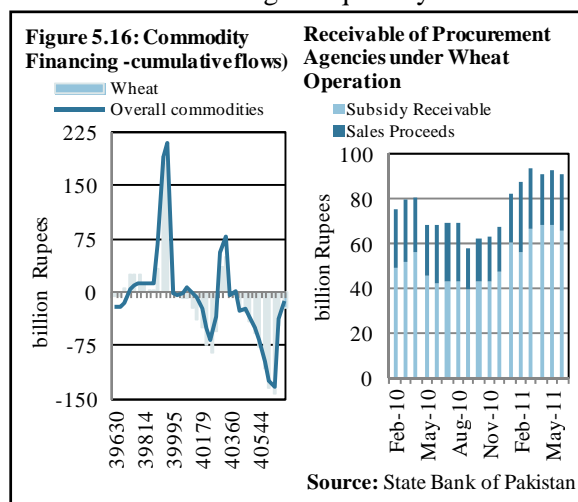 Figure 5.16: Commodity
Financing -cumulative flows)
Wheat
Overall commodities
billion Rupees
225
150
75
0
-75
-150
39630
39814
39995
40179
40360
40544
Receivable of Procurement
Agencies under Wheat
Operation
Subsidy Receivable
Sales Proceeds
billion Rupees
100
80
60
40
20
0
Feb-10
May-10
Aug-10
Nov-10
Feb-11
May-11
Source: State Bank of Pakistan